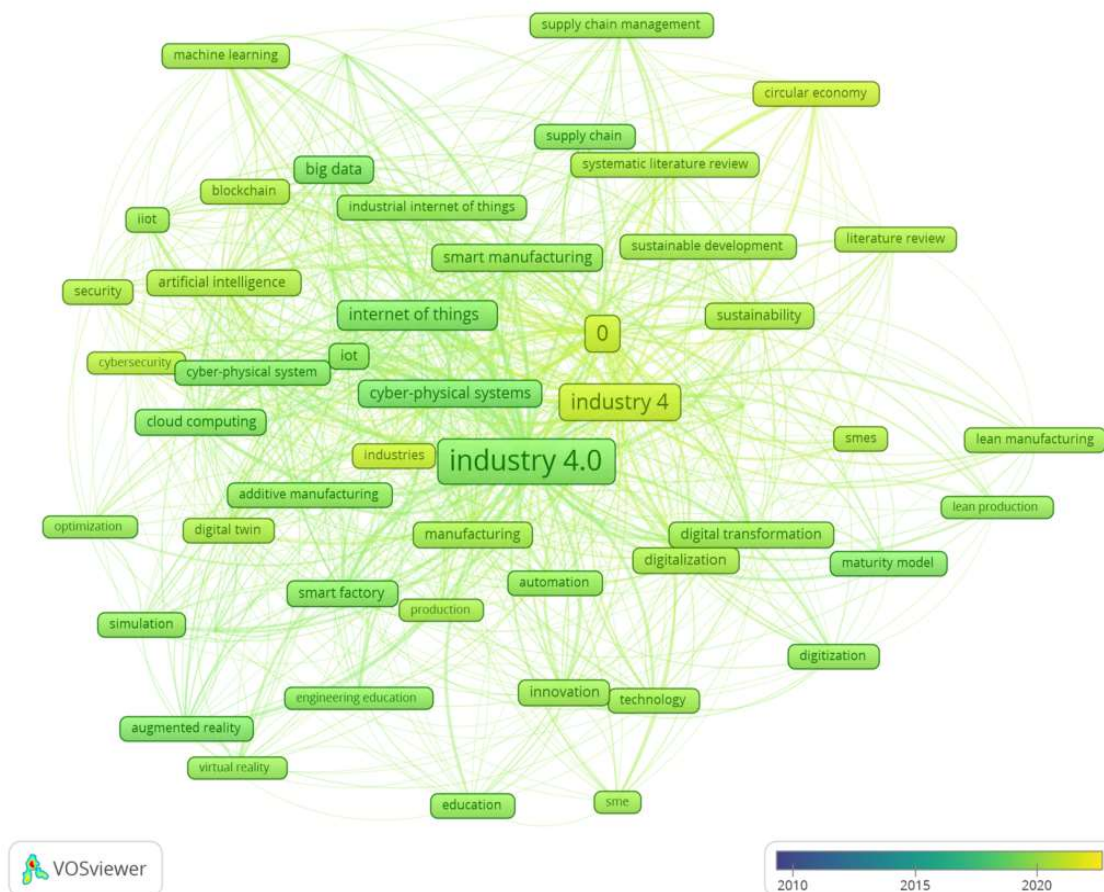 supply chain management
machine learning
circular economy
supply chain
systematic literature review
big data
blockchain
industrial internet of things
iiot
sustainable development
literature review
smart manufacturing
artificial intelligence
security
internet of things
sustainability
0
iot
cybersecurity
cyber-physical system
cyber-physical systems
industry 4
cloud computing
smes
lean manufacturing
industries
industry 4.0
additive manufacturing
lean production
optimization
digital twin
manufacturing
digital transformation
digitalization
maturity model
automation
smart factory
production
simulation
digitization
engineering education
innovation
technology
augmented reality
virtual reality
education
sme
VOSviewer
2010 2015 2020